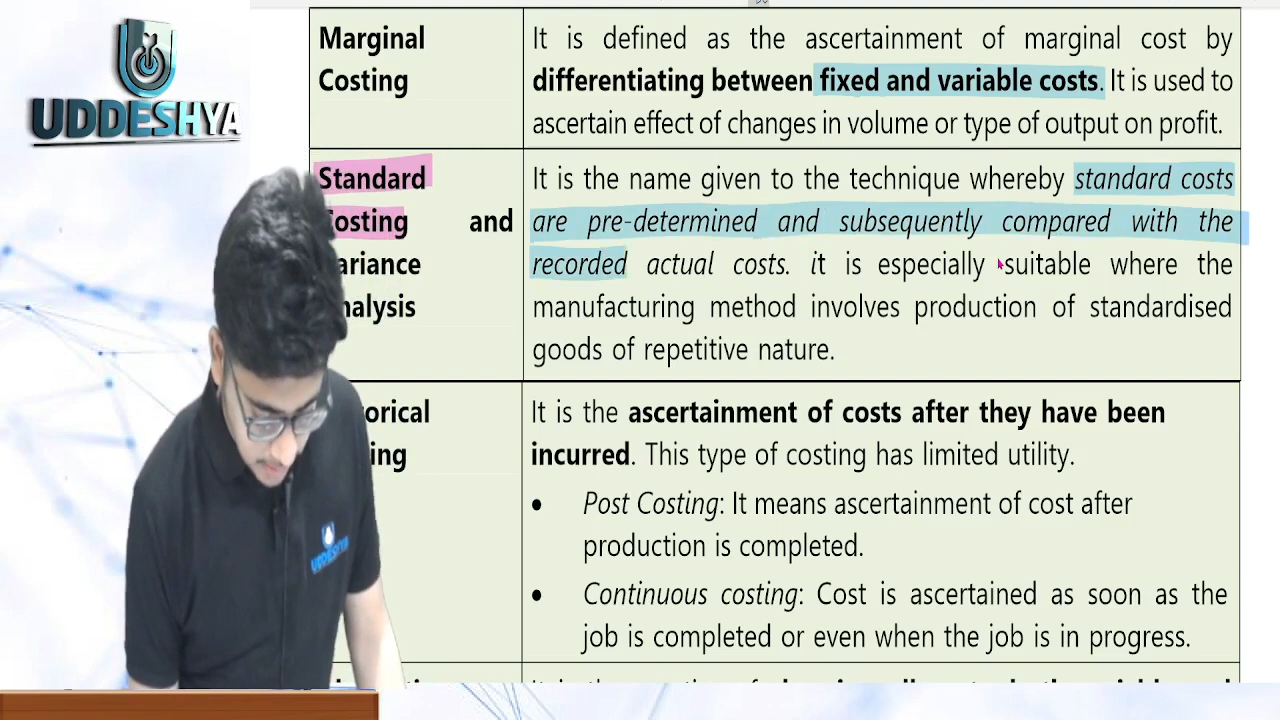 UDDESHYA
Marginal
Costing
It is defined as the ascertainment of marginal cost by
differentiating between fixed and variable costs. It is used to
ascertain effect of changes in volume or type of output on profit.
Standard
Costing and
ariance
nalysis
It is the name given to the technique whereby standard costs
are pre-determined and subsequently compared with the
recorded actual costs. it is especially suitable where the
manufacturing method involves production of standardised
goods of repetitive nature.
orical
ing
It is the ascertainment of costs after they have been
incurred. This type of costing has limited utility.
• Post Costing: It means ascertainment of cost after
production is completed.
• Continuous costing: Cost is ascertained as soon as the
job is completed or even when the job is in progress.
UDDESHYA